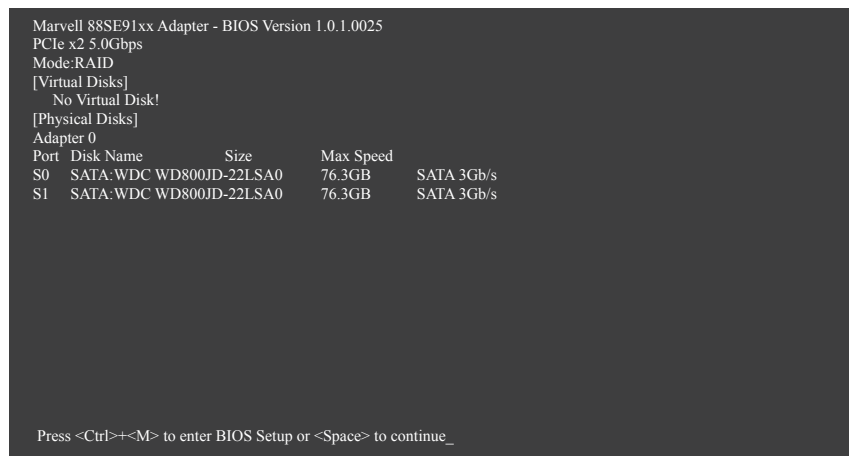 Marvell 88SE91xx Adapter - BIOS Version 1.0.1.0025
PCIe x2 5.0Gbps
Mode:RAID
[Virtual Disks]
No Virtual Disk!
[Physical Disks]
Adapter 0
Port Disk Name Size Max Speed
S0 SATA:WDC WD800JD-22LSA0 76.3GB SATA 3Gb/s
S1 SATA:WDC WD800JD-22LSA0 76.3GB SATA 3Gb/s
Press <Ctrl>+<M> to enter BIOS Setup or <Space> to continue_